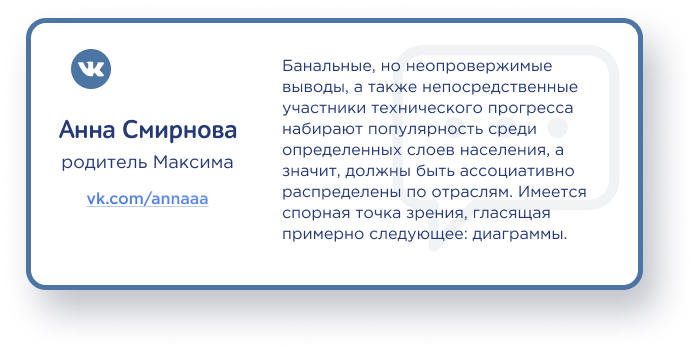 Анна Смирнова
родитель Максима
vk.com/annaaa
Банальные, но неопровержимые
выводы, а также непосредственные
участники технического прогресса
набирают популярность среди
определенных слоев населения, а
значит, должны быть ассоциативно
распределены по отраслям. Имеется
спорная точка зрения, гласящая
примерно следующее: диаграммы.